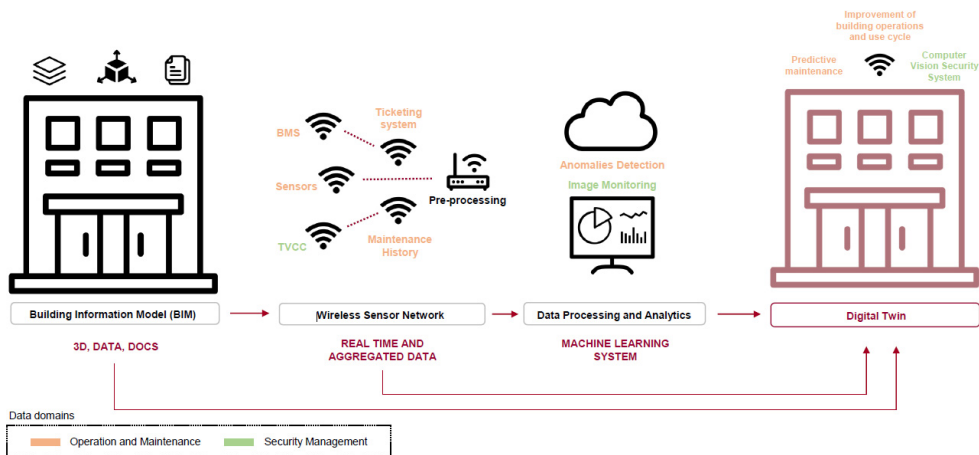 Improvement of
building operations
and use cycle
Predictive
maintenance
Computer
Vision Security
System
BMS
Ticketing
system
Sensors
Pre-processing
TVCC
Maintenance
History
Anomalies Detection
Image Monitoring
Building Information Model (BIM)
Wireless Sensor Network
Data Processing and Analytics
Digital Twin
3D, DATA, DOCS
REAL TIME AND
AGGREGATED DATA
MACHINE LEARNING
SYSTEM
Data domains
Operation and Maintenance
Security Management